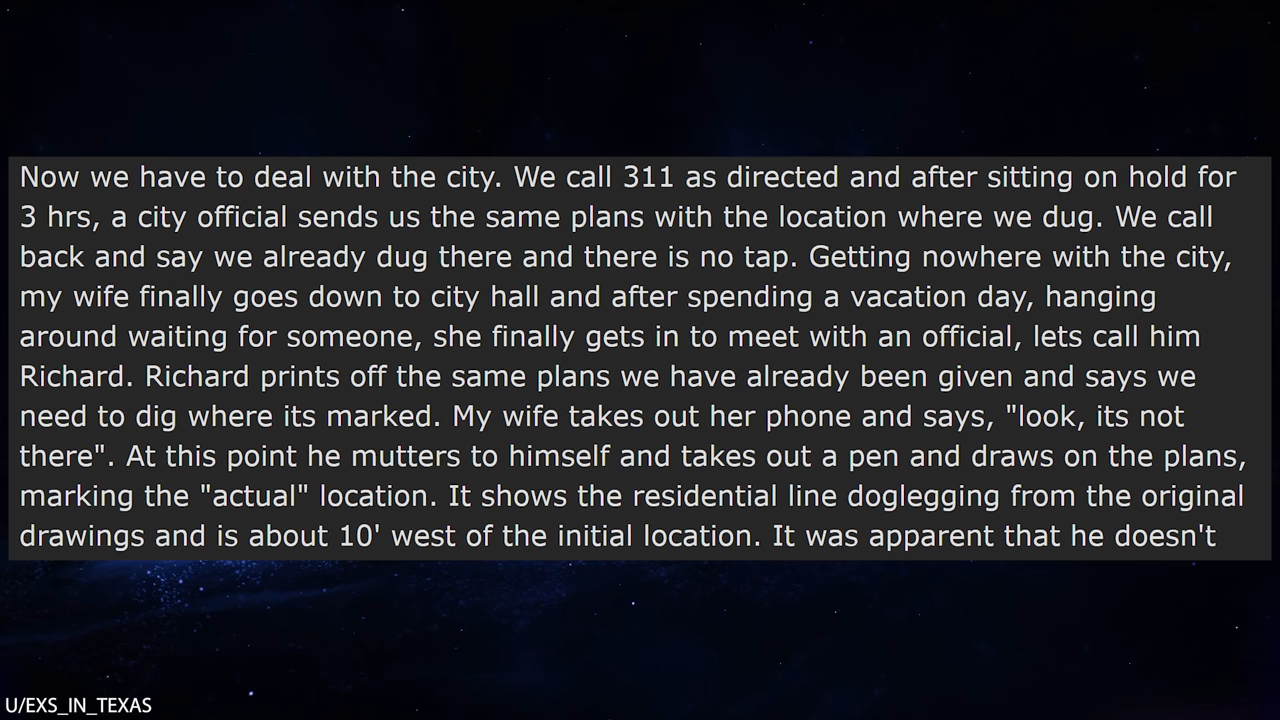 Now we have to deal with the city. We call 311 as directed and after sitting on hold for
3 hrs, a city official sends us the same plans with the location where we dug. We call
back and say we already dug there and there is no tap. Getting nowhere with the city,
my wife finally goes down to city hall and after spending a vacation day, hanging
around waiting for someone, she finally gets in to meet with an official, lets call him
Richard. Richard prints off the same plans we have already been given and says we
need to dig where its marked. My wife takes out her phone and says, "look, its not
there". At this point he mutters to himself and takes out a pen and draws on the plans,
marking the "actual" location. It shows the residential line doglegging from the original
drawings and is about 10' west of the initial location. It was apparent that he doesn't
U/EXS_IN_TEXAS